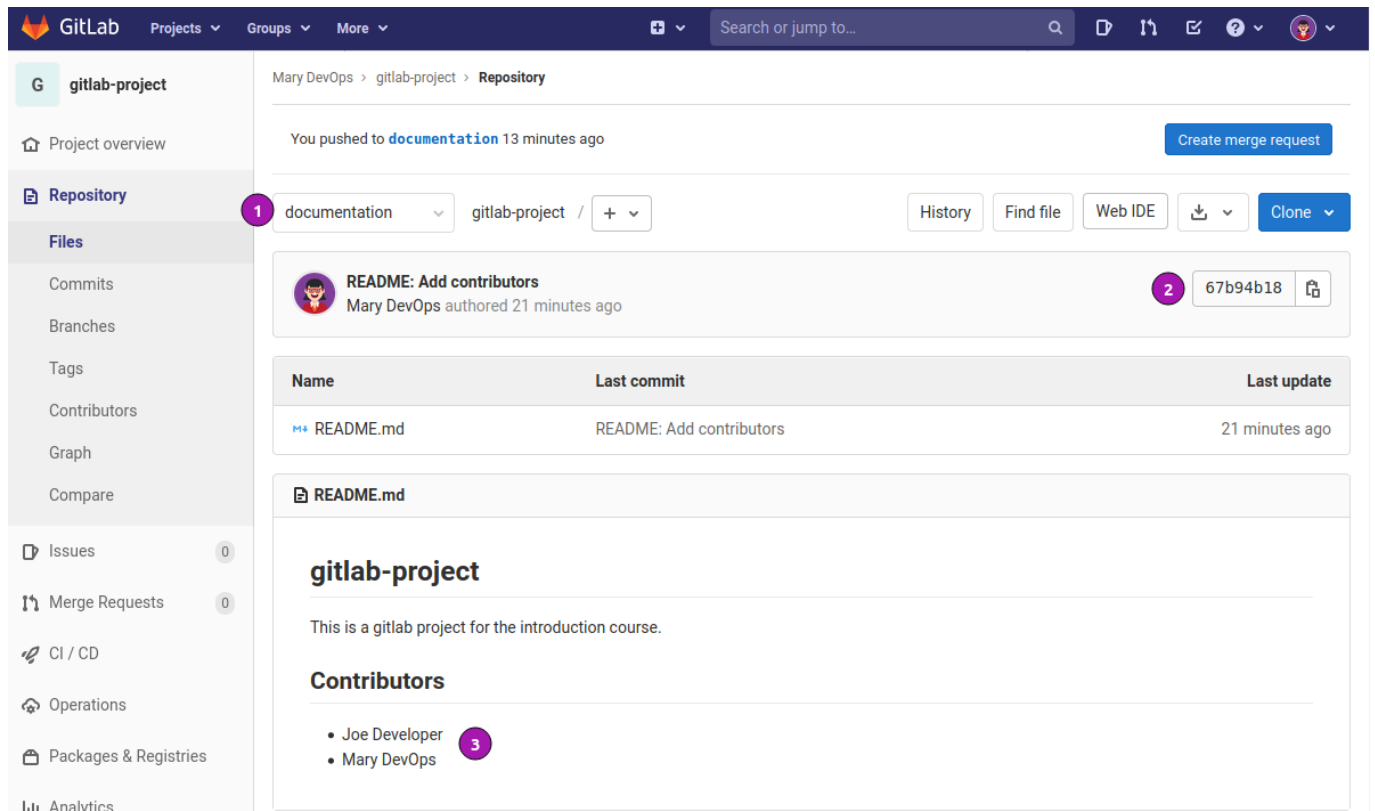 GitLab Projects Groups More Search or jump to...
G gitlab-project
Mary DevOps > gitlab-project > Repository
Project overview
Repository
Files
Commits
Branches
Tags
Contributors
Graph
Compare
Issues 0
Merge Requests 0
CI / CD
Operations
Packages & Registries
Analytics
You pushed to documentation 13 minutes ago
Create merge request
1 documentation gitlab-project / + History Find file Web IDE Clone
README: Add contributors
Mary DevOps authored 21 minutes ago
2 67b94b18
Name Last commit Last update
README.md README: Add contributors 21 minutes ago
README.md
gitlab-project
This is a gitlab project for the introduction course.
Contributors
• Joe Developer
• Mary DevOps
3